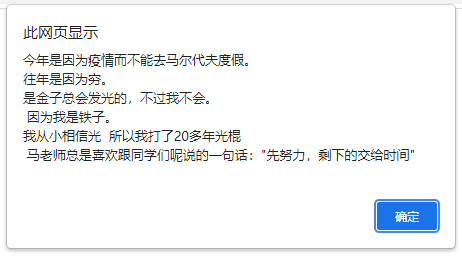 此网页显示
今年是因为疫情而不能去马尔代夫度假。
往年是因为穷。
是金子总会发光的，不过我不会。
因为我是铁子。
我从小相信光  所以我打了20多年光棍
马老师总是喜欢跟同学们呢说的一句话："先努力，剩下的交给时间"
确定